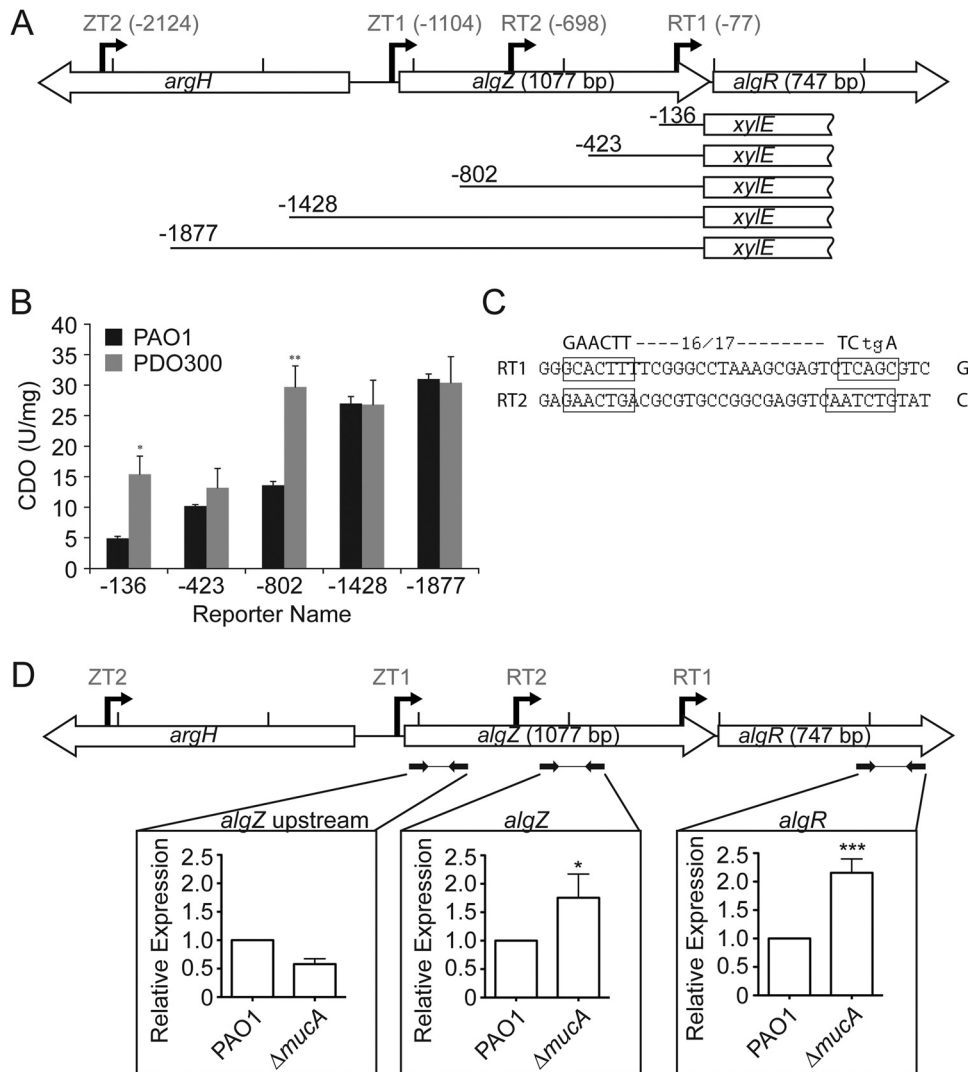 A
ZT2 (-2124) ZT1 (-1104) RT2 (-698) RT1 (-77)
argH algZ (1077 bp) algR (747 bp)
-136 xylE
-423 xylE
-802 xylE
-1428 xylE
-1877 xylE
B
CDO (U/mg)
40
35
30
25
20
15
10
5
0
PAO1
PDO300
* **
-136 -423 -802 -1428 -1877
Reporter Name
C
GAACTT ----16/17-------- TCtgA
RT1 GGGCACTTTTCGGGCCTAAAGCGAGTCTCAGCGTC G
RT2 GAGAACTGACGCGTGCCGGCGAGGTCAATCTGTAT C
D
ZT2 ZT1 RT2 RT1
argH algZ (1077 bp) algR (747 bp)
algZ upstream
Relative Expression
2.5
2.0
1.5
1.0
0.5
0
PAO1 ΔmucA
algZ
Relative Expression
2.5
2.0
1.5
1.0
0.5
0
*
PAO1 ΔmucA
algR
Relative Expression
2.5
2.0
1.5
1.0
0.5
0
***
PAO1 ΔmucA